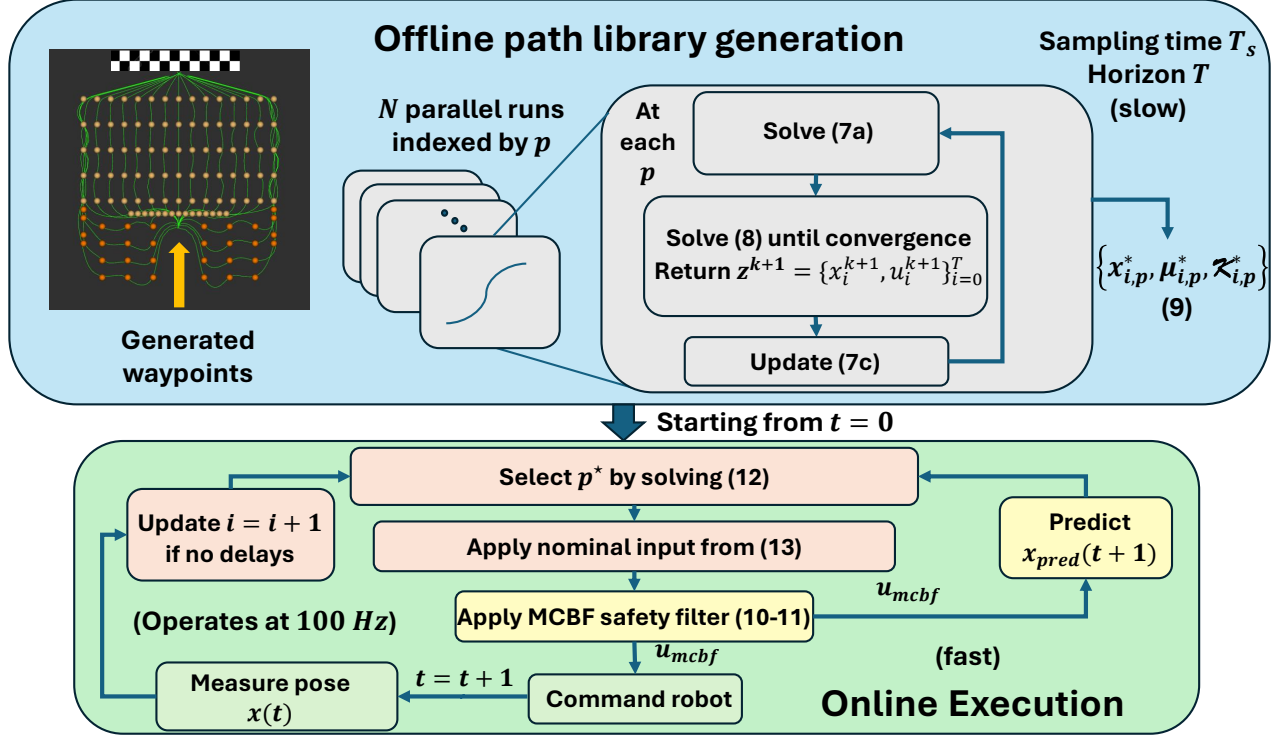 Offline path library generation
Sampling time $T_s$
Horizon $T$
(slow)
$N$ parallel runs
indexed by $p$
At
each
$p$
Solve (7a)
Solve (8) until convergence
Return $z^{k+1} = \{x_i^{k+1}, u_i^{k+1}\}_{i=0}^{T}$
Update (7c)
$\{x_{i,p}^*, \mu_{i,p}^*, \mathcal{K}_{i,p}^*\}$
(9)
Generated
waypoints
Starting from $t = 0$
Select $p^\star$ by solving (12)
Update $i = i + 1$
if no delays
Apply nominal input from (13)
Predict
$x_{pred}(t + 1)$
$u_{mcbf}$
Apply MCBF safety filter (10-11)
(Operates at 100 $Hz$)
$u_{mcbf}$
(fast)
Measure pose
$x(t)$
$t = t + 1$
Command robot
Online Execution